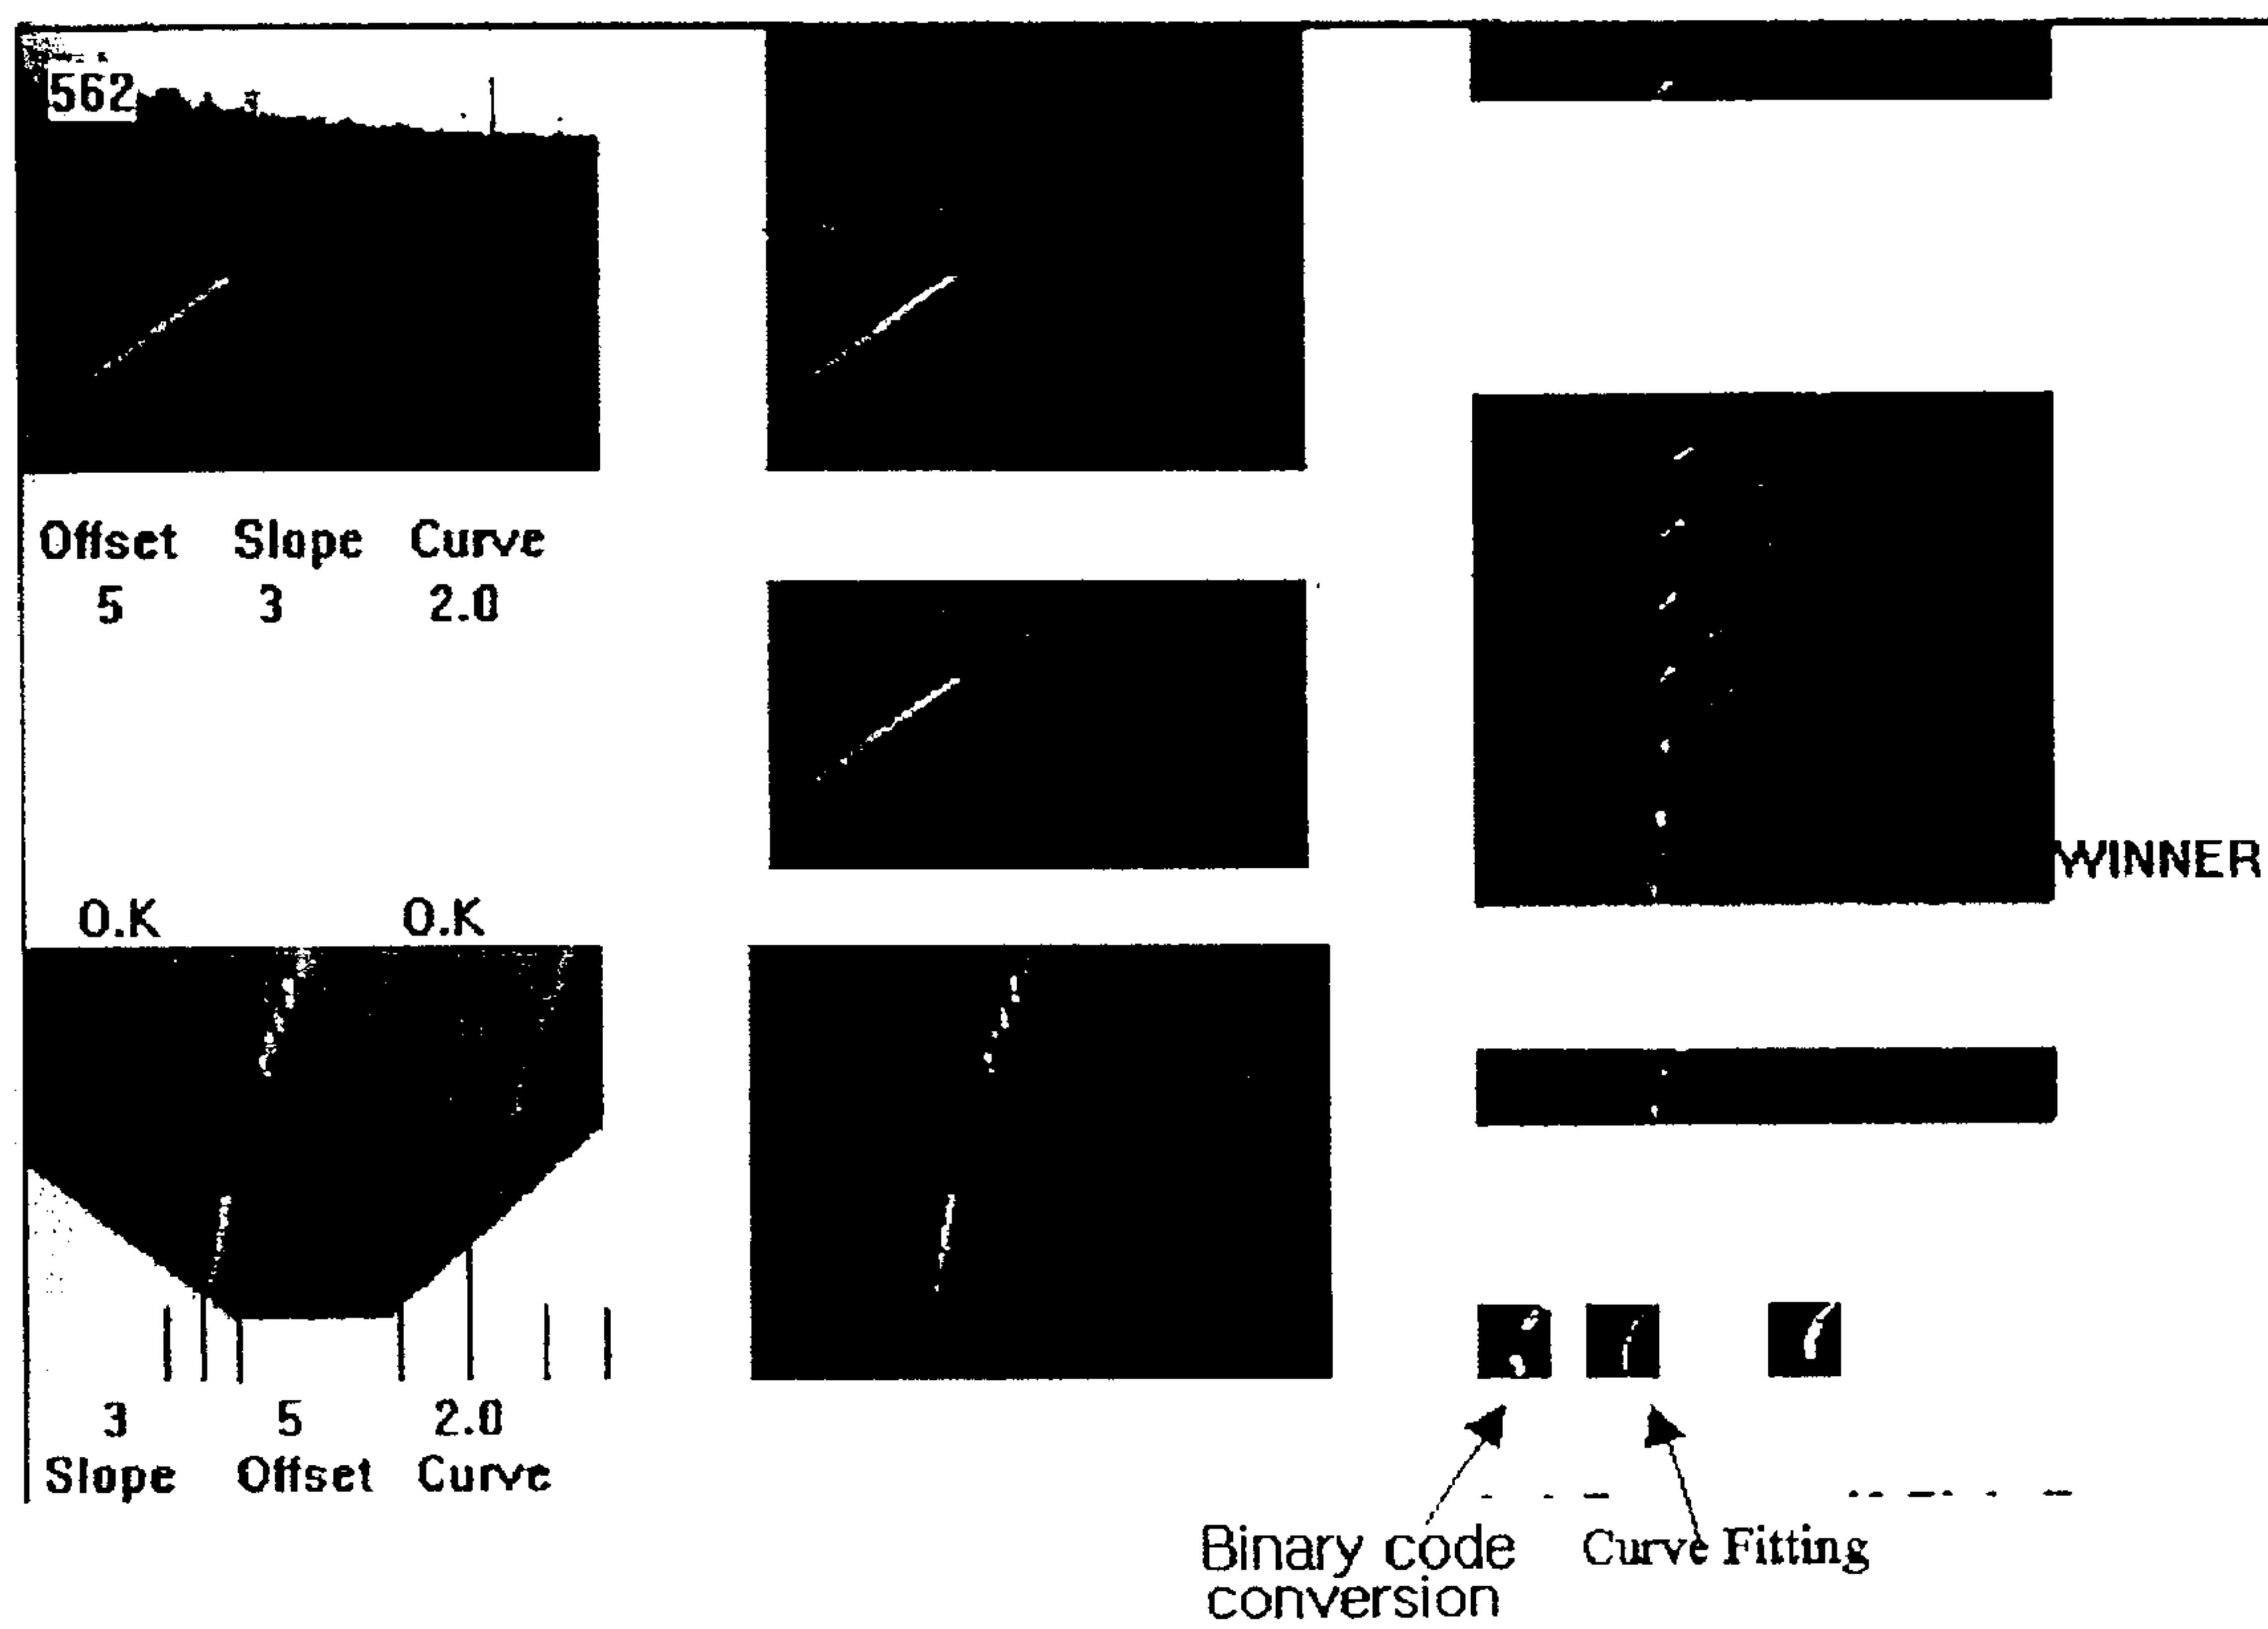 562
Offset Slope Curve
5 3 2.0
WINNER
O.K O.K
3 5 2.0
Slope Offset Curve
Binary code
conversion
Curve Fitting